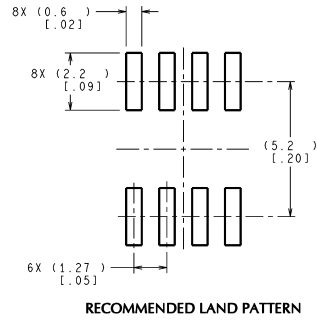 8X (0.6 )
[.02]
8X (2.2 )
[.09]
(5.2 )
[.20]
6X (1.27 )
[.05]
RECOMMENDED LAND PATTERN